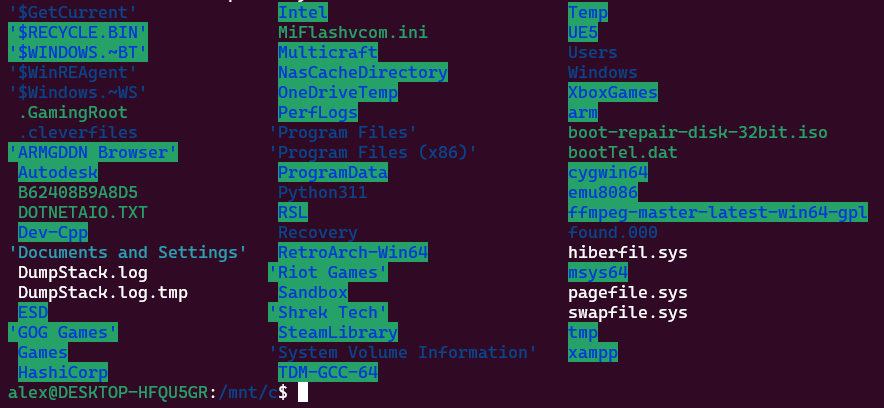 '$GetCurrent' Intel Temp
'$RECYCLE.BIN' MiFlashvcom.ini UE5
'$WINDOWS.~BT' Multicraft Users
'$WinREAgent' NasCacheDirectory Windows
'$Windows.~WS' OneDriveTemp XboxGames
.GamingRoot PerfLogs arm
.cleverfiles 'Program Files' boot-repair-disk-32bit.iso
'ARMGDDN Browser' 'Program Files (x86)' bootTel.dat
Autodesk ProgramData cygwin64
B62408B9A8D5 Python311 emu8086
DOTNETAIO.TXT RSL ffmpeg-master-latest-win64-gpl
Dev-Cpp Recovery found.000
'Documents and Settings' RetroArch-Win64 hiberfil.sys
DumpStack.log 'Riot Games' msys64
DumpStack.log.tmp Sandbox pagefile.sys
ESD 'Shrek Tech' swapfile.sys
'GOG Games' SteamLibrary tmp
Games 'System Volume Information' xampp
HashiCorp TDM-GCC-64
alex@DESKTOP-HFQU5GR:/mnt/c$